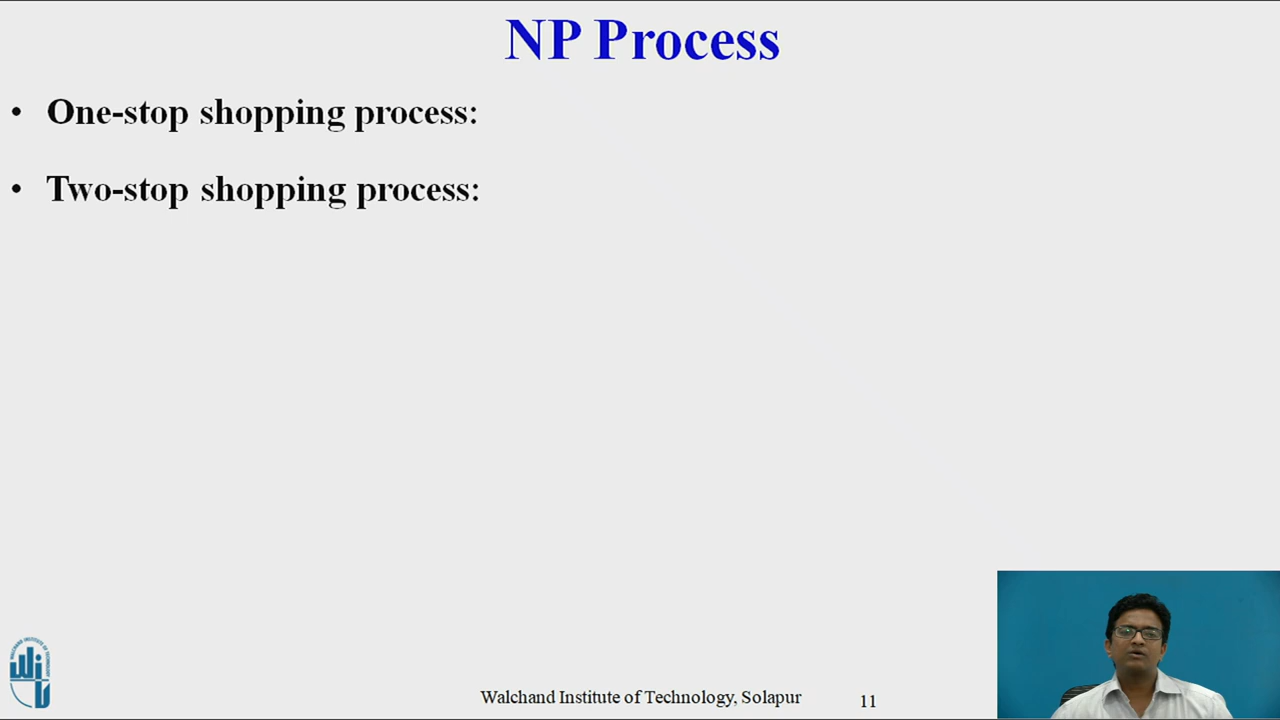 NP Process
• One-stop shopping process:
• Two-stop shopping process:
Walchand Institute of Technology, Solapur
11